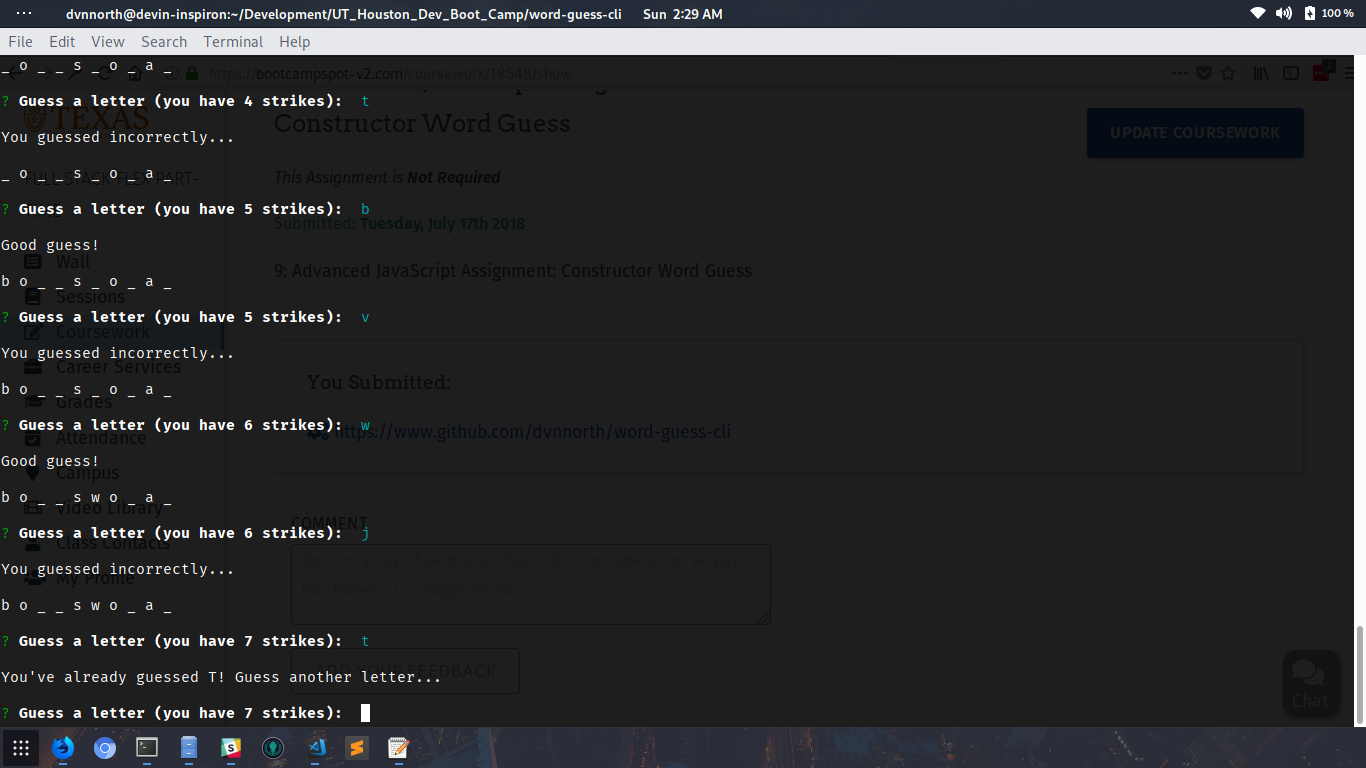 dvnnorth@devin-inspiron:~/Development/UT_Houston_Dev_Boot_Camp/word-guess-cli Sun 2:29 AM 100 %
File Edit View Search Terminal Help
_ o _ _ s _ o _ a _
https://bootcampspot-v2.com/coursework/18548/show
? Guess a letter (you have 4 strikes): t
TEXAS
Constructor Word Guess
UPDATE COURSEWORK
You guessed incorrectly...
_ o _ _ s _ o _ a _
FULL STACK FLEX PART-
This Assignment is Not Required
? Guess a letter (you have 5 strikes): b
Submitted: Tuesday, July 17th 2018
Good guess!
Wall
9: Advanced JavaScript Assignment: Constructor Word Guess
b o _ _ s _ o _ a _
Sessions
? Guess a letter (you have 5 strikes): v
Coursework
You guessed incorrectly...
Career Services
You Submitted:
b o _ _ s _ o _ a _
Grades
? Guess a letter (you have 6 strikes): w
Attendance
https://www.github.com/dvnnorth/word-guess-cli
Good guess!
Campus
b o _ _ s w o _ a _
Video Library
COMMENT
? Guess a letter (you have 6 strikes): j
Class Contacts
Enter your feedback for this student's work.
You guessed incorrectly...
My Profile
Markdown is supported
b o _ _ s w o _ a _
? Guess a letter (you have 7 strikes): t
ADD YOUR FEEDBACK
You've already guessed T! Guess another letter...
Chat
? Guess a letter (you have 7 strikes):